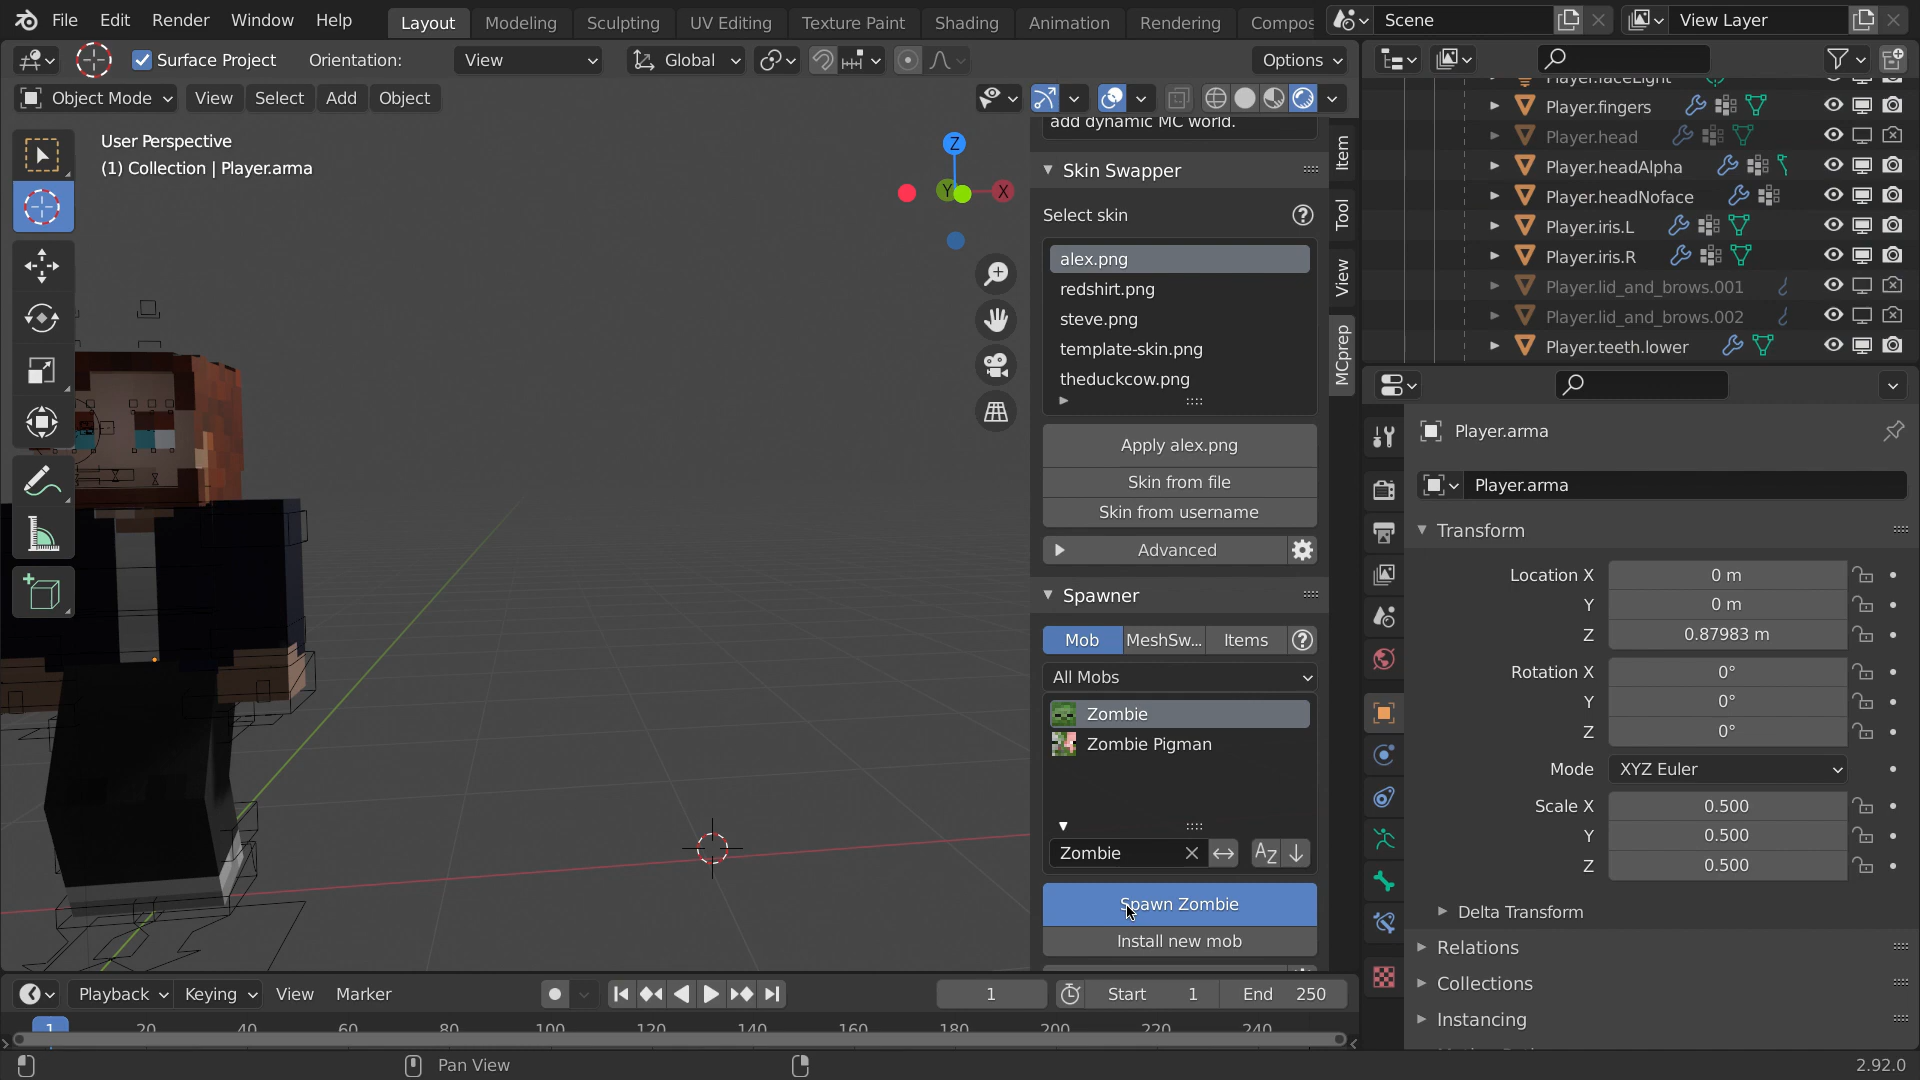 File Edit Render Window Help Layout Modeling Sculpting UV Editing Texture Paint Shading Animation Rendering Compos Scene View Layer
Surface Project Orientation: View Global Options
Object Mode View Select Add Object
User Perspective
(1) Collection | Player.arma
Z
Y
X
add dynamic MC world.
Skin Swapper
Select skin
?
alex.png
redshirt.png
steve.png
template-skin.png
theduckcow.png
Apply alex.png
Skin from file
Skin from username
Advanced
Spawner
Mob MeshSw... Items ?
All Mobs
Zombie
Zombie Pigman
Zombie
AZ
Spawn Zombie
Install new mob
Item
Tool
View
MCprep
Player.faceLight
Player.fingers
Player.head
Player.headAlpha
Player.headNoface
Player.iris.L
Player.iris.R
Player.lid_and_brows.001
Player.lid_and_brows.002
Player.teeth.lower
Player.arma
Player.arma
Transform
Location X 0 m
Y 0 m
Z 0.87983 m
Rotation X 0°
Y 0°
Z 0°
Mode XYZ Euler
Scale X 0.500
Y 0.500
Z 0.500
Delta Transform
Relations
Collections
Instancing
Playback Keying View Marker 1 Start 1 End 250
1 20 40 60 80 100 120 140 160 180 200 220 240
Pan View 2.92.0